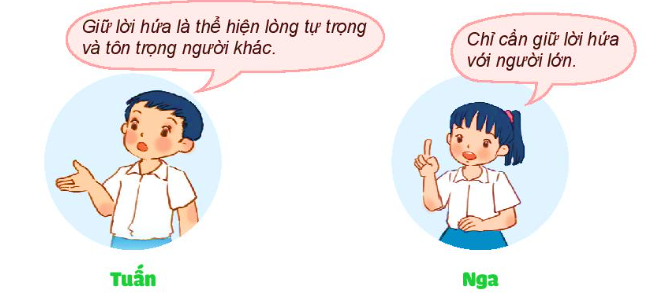 Giữ lời hứa là thể hiện lòng tự trọng
và tôn trọng người khác.
Chỉ cần giữ lời hứa
với người lớn.
Tuấn
Nga